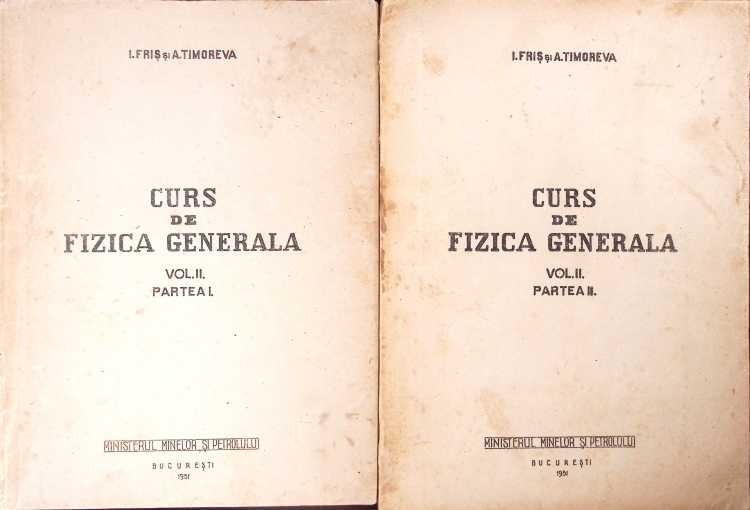 I. FRIȘ și A. TIMOREVA
CURS
DE
FIZICA GENERALA
VOL. II.
PARTEA I.
MINISTERUL MINELOR ȘI PETROLULUI
BUCUREȘTI
1951
I. FRIȘ și A. TIMOREVA
CURS
DE
FIZICA GENERALA
VOL. II.
PARTEA II.
MINISTERUL MINELOR ȘI PETROLULUI
BUCUREȘTI
1951